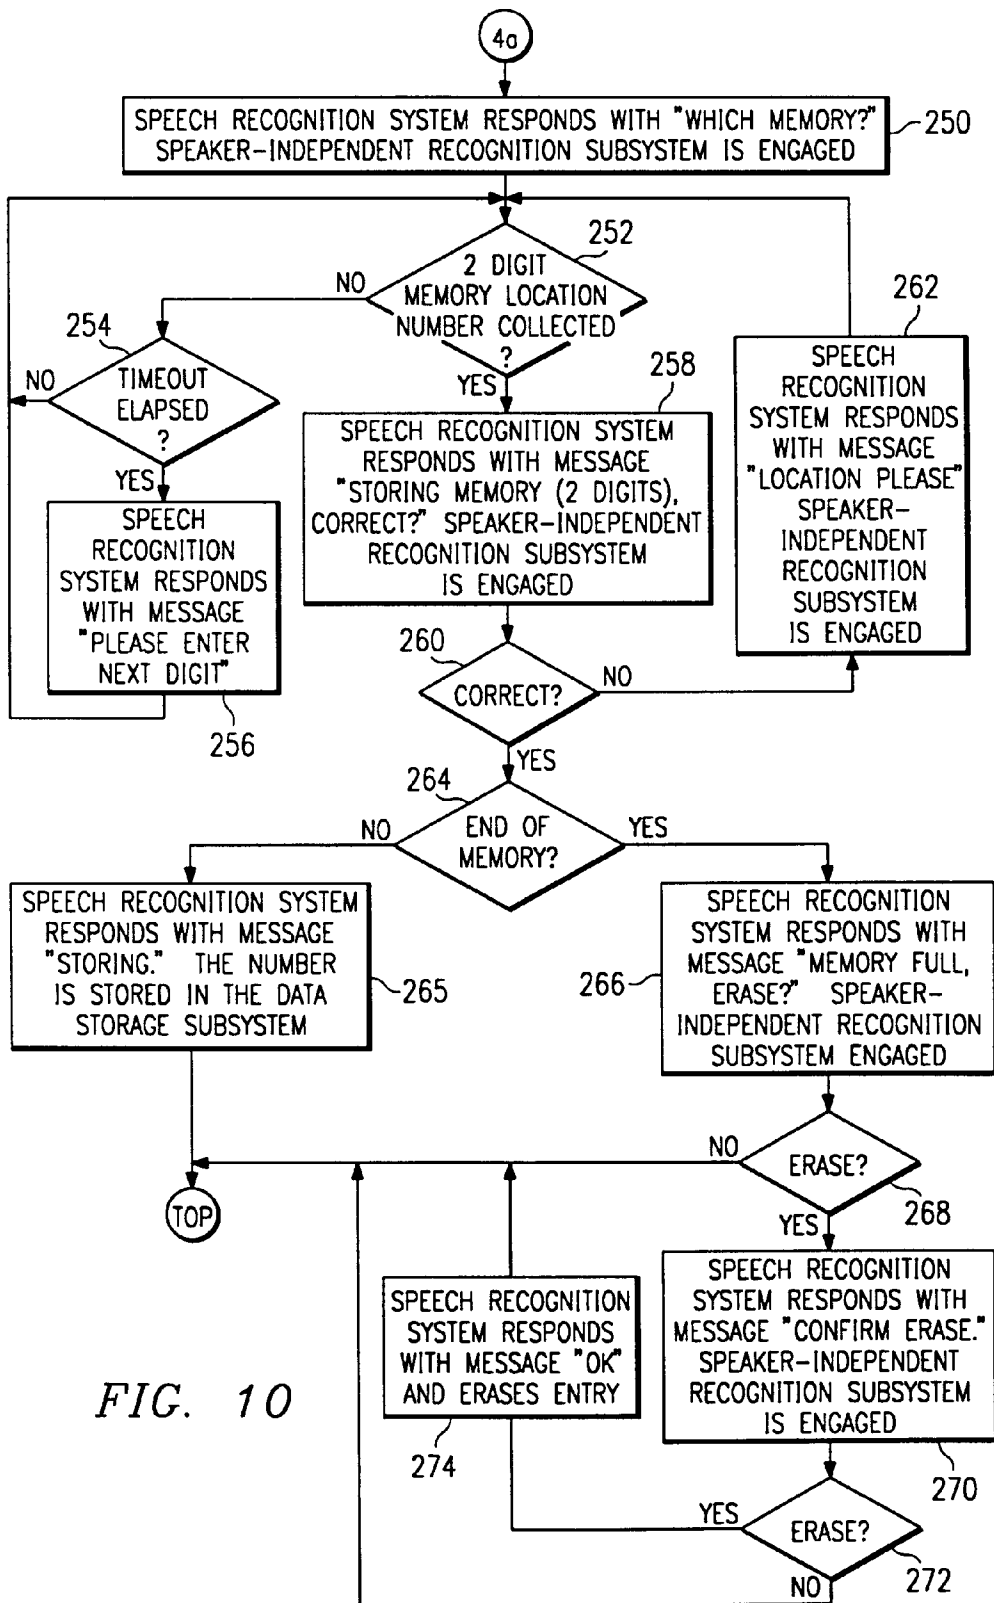 4a
SPEECH RECOGNITION SYSTEM RESPONDS WITH "WHICH MEMORY?"
SPEAKER-INDEPENDENT RECOGNITION SUBSYSTEM IS ENGAGED
250
252
2 DIGIT
MEMORY LOCATION
NUMBER COLLECTED
?
NO
YES
254
TIMEOUT
ELAPSED
?
NO
YES
SPEECH
RECOGNITION
SYSTEM RESPONDS
WITH MESSAGE
"PLEASE ENTER
NEXT DIGIT"
256
258
SPEECH RECOGNITION SYSTEM
RESPONDS WITH MESSAGE
"STORING MEMORY (2 DIGITS),
CORRECT?" SPEAKER-INDEPENDENT
RECOGNITION SUBSYSTEM
IS ENGAGED
262
SPEECH
RECOGNITION
SYSTEM RESPONDS
WITH MESSAGE
"LOCATION PLEASE"
SPEAKER-
INDEPENDENT
RECOGNITION
SUBSYSTEM
IS ENGAGED
260
CORRECT?
NO
YES
264
END OF
MEMORY?
NO
YES
SPEECH RECOGNITION SYSTEM
RESPONDS WITH MESSAGE
"STORING." THE NUMBER
IS STORED IN THE DATA
STORAGE SUBSYSTEM
265
SPEECH RECOGNITION
SYSTEM RESPONDS WITH
MESSAGE "MEMORY FULL,
ERASE?" SPEAKER-
INDEPENDENT RECOGNITION
SUBSYSTEM ENGAGED
266
NO
ERASE?
268
YES
TOP
SPEECH RECOGNITION
SYSTEM RESPONDS WITH
MESSAGE "CONFIRM ERASE."
SPEAKER-INDEPENDENT
RECOGNITION SUBSYSTEM
IS ENGAGED
270
SPEECH RECOGNITION
SYSTEM RESPONDS
WITH MESSAGE "OK"
AND ERASES ENTRY
274
YES
ERASE?
272
NO
FIG. 10